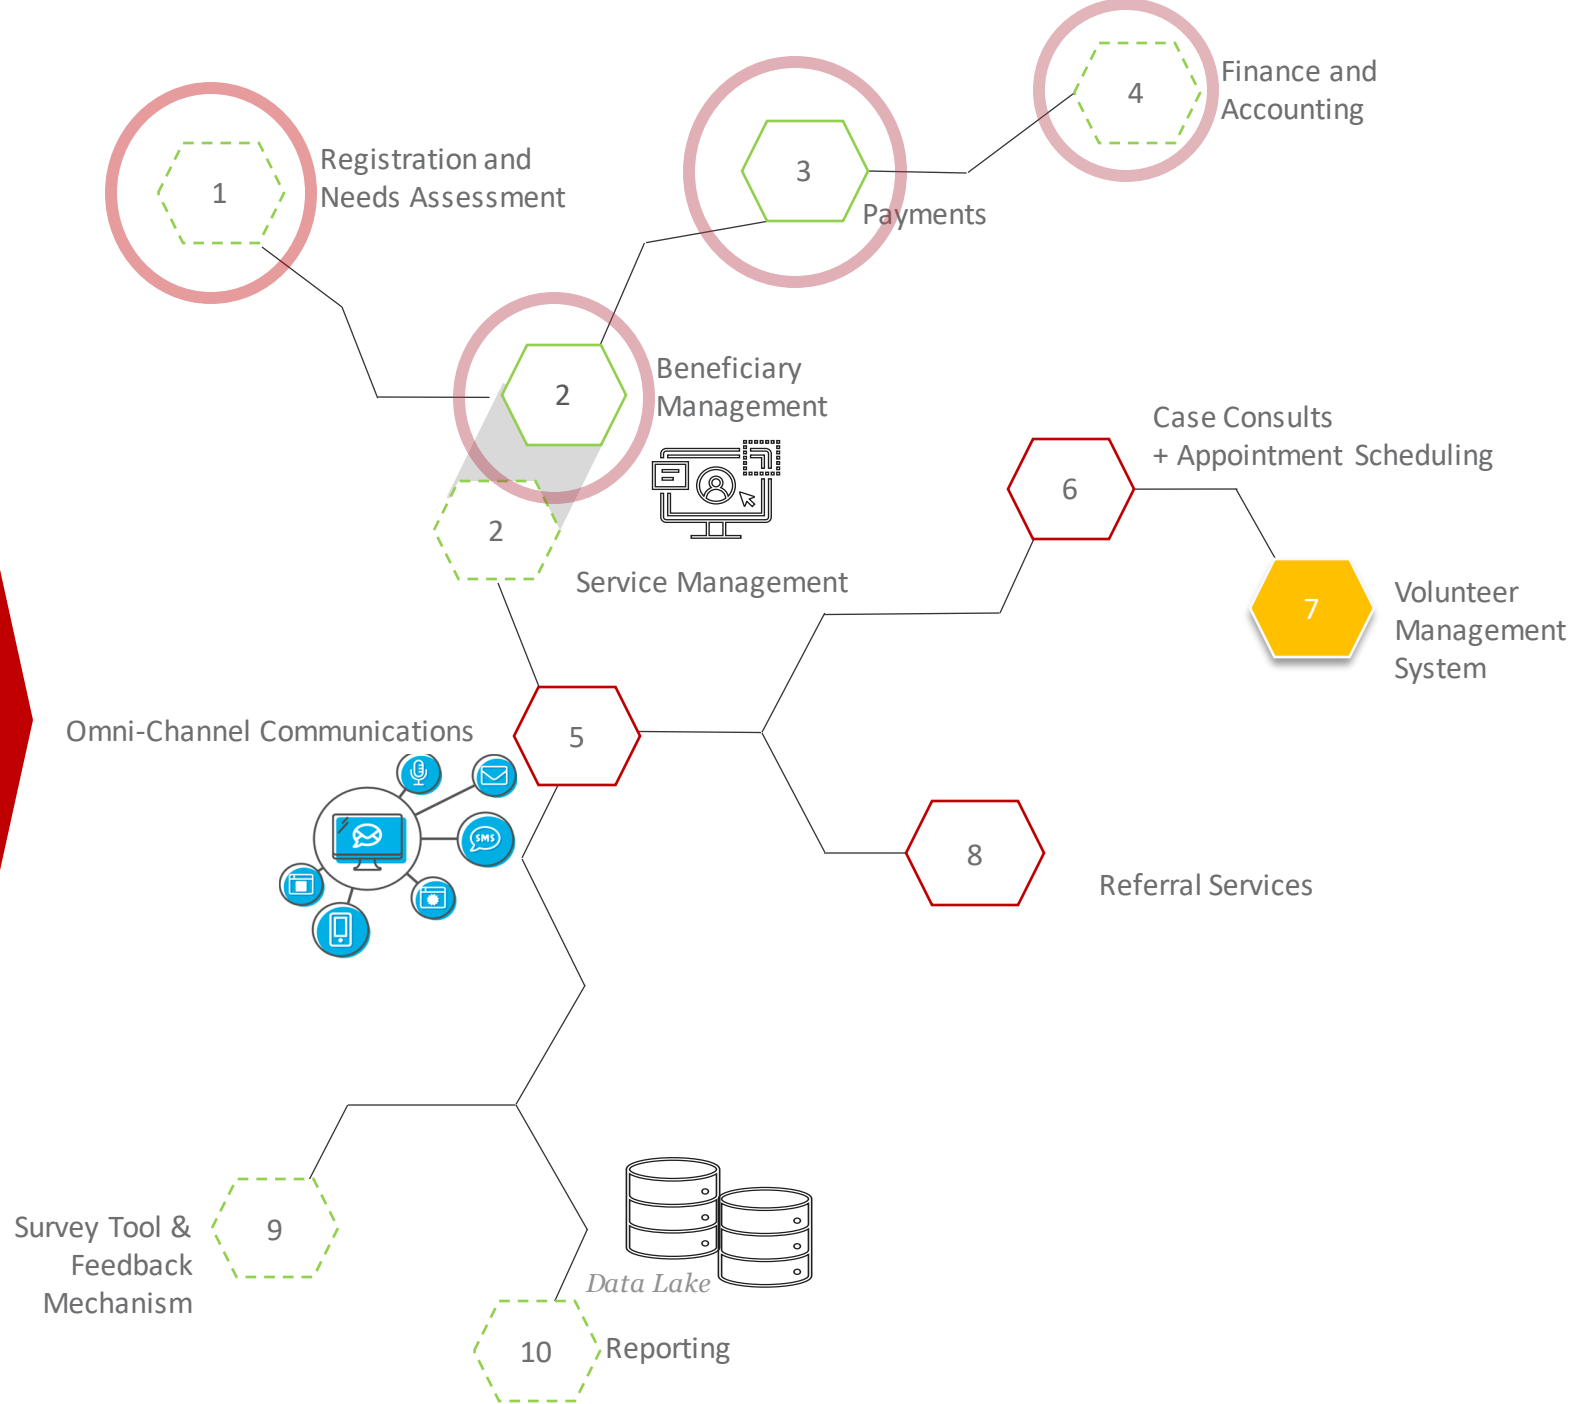 1
Registration and
Needs Assessment
2
Beneficiary
Management
3
Payments
4
Finance and
Accounting
2
Service Management
5
Omni-Channel Communications
SMS
6
Case Consults
+ Appointment Scheduling
7
Volunteer
Management
System
8
Referral Services
9
Survey Tool &
Feedback
Mechanism
Data Lake
10
Reporting